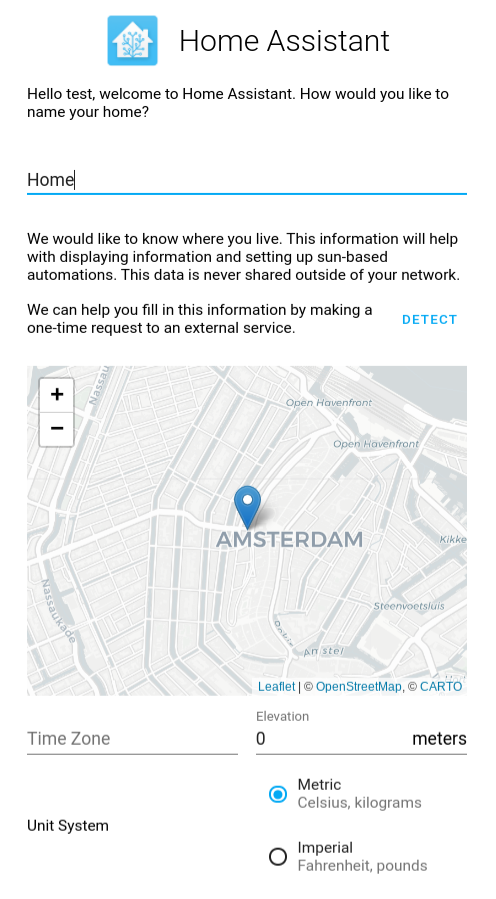 Home Assistant
Hello test, welcome to Home Assistant. How would you like to
name your home?
Home
We would like to know where you live. This information will help
with displaying information and setting up sun-based
automations. This data is never shared outside of your network.
We can help you fill in this information by making a
one-time request to an external service.
DETECT
+
−
Nassau
Open Havenfront
Open Havenfront
AMSTERDAM
Kikke
Nassaukade
Steenvoetsluis
Amstel
Leaflet | © OpenStreetMap, © CARTO
Elevation
Time Zone
0 meters
Metric
Celsius, kilograms
Unit System
Imperial
Fahrenheit, pounds